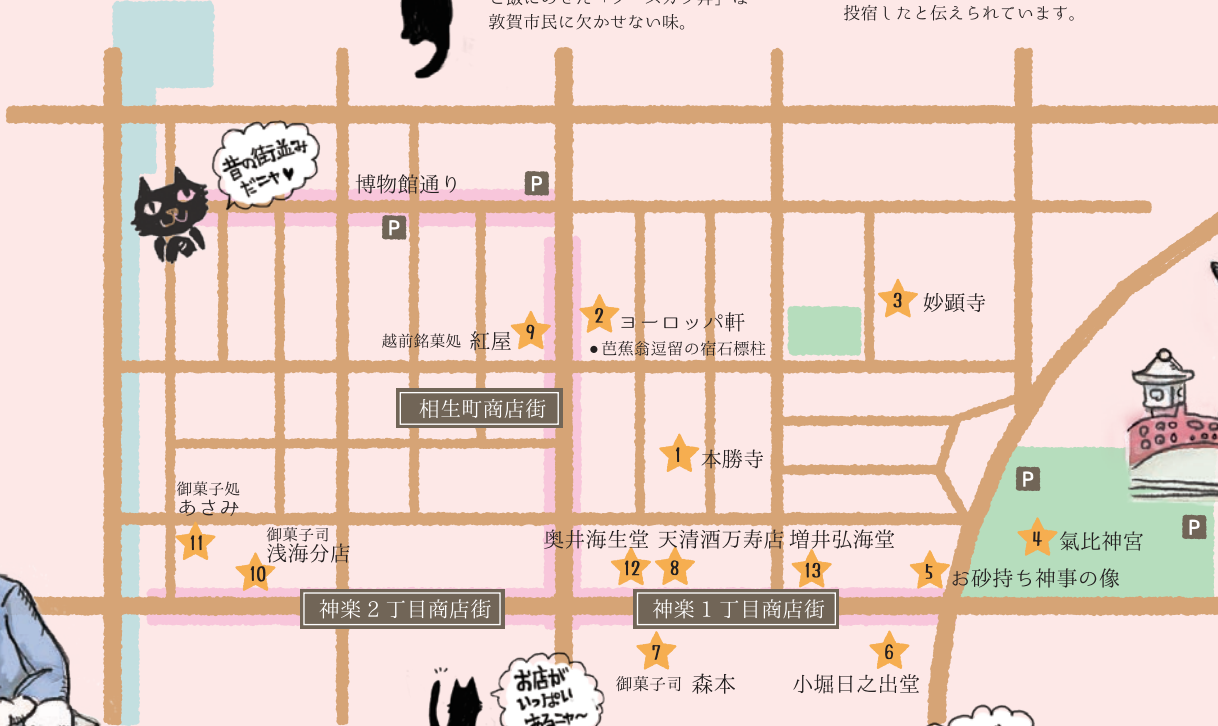 敦賀市民に欠かせない味。
投宿したと伝えられています。
昔の街並み
だニャ♥
博物館通り
P
P
3 妙顕寺
2 ヨーロッパ軒
9
越前銘菓処 紅屋
●芭蕉翁逗留の宿石標柱
相生町商店街
1 本勝寺
P
P
御菓子処
あさみ
11
御菓子司
浅海分店
10
奥井海生堂
12
天清酒万寿店
8
増井弘海堂
13
4 氣比神宮
5 お砂持ち神事の像
神楽2丁目商店街
神楽1丁目商店街
7
御菓子司 森本
6
小堀日之出堂
お店が
いっぱい
あるニャ〜